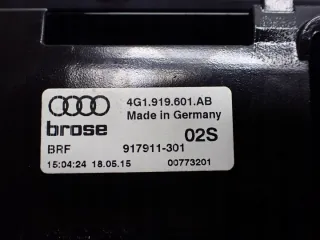 4G1.919.601.AB
Made in Germany
brose 02S
BRF 917911-301
15:04:24 18.05.15 00773201